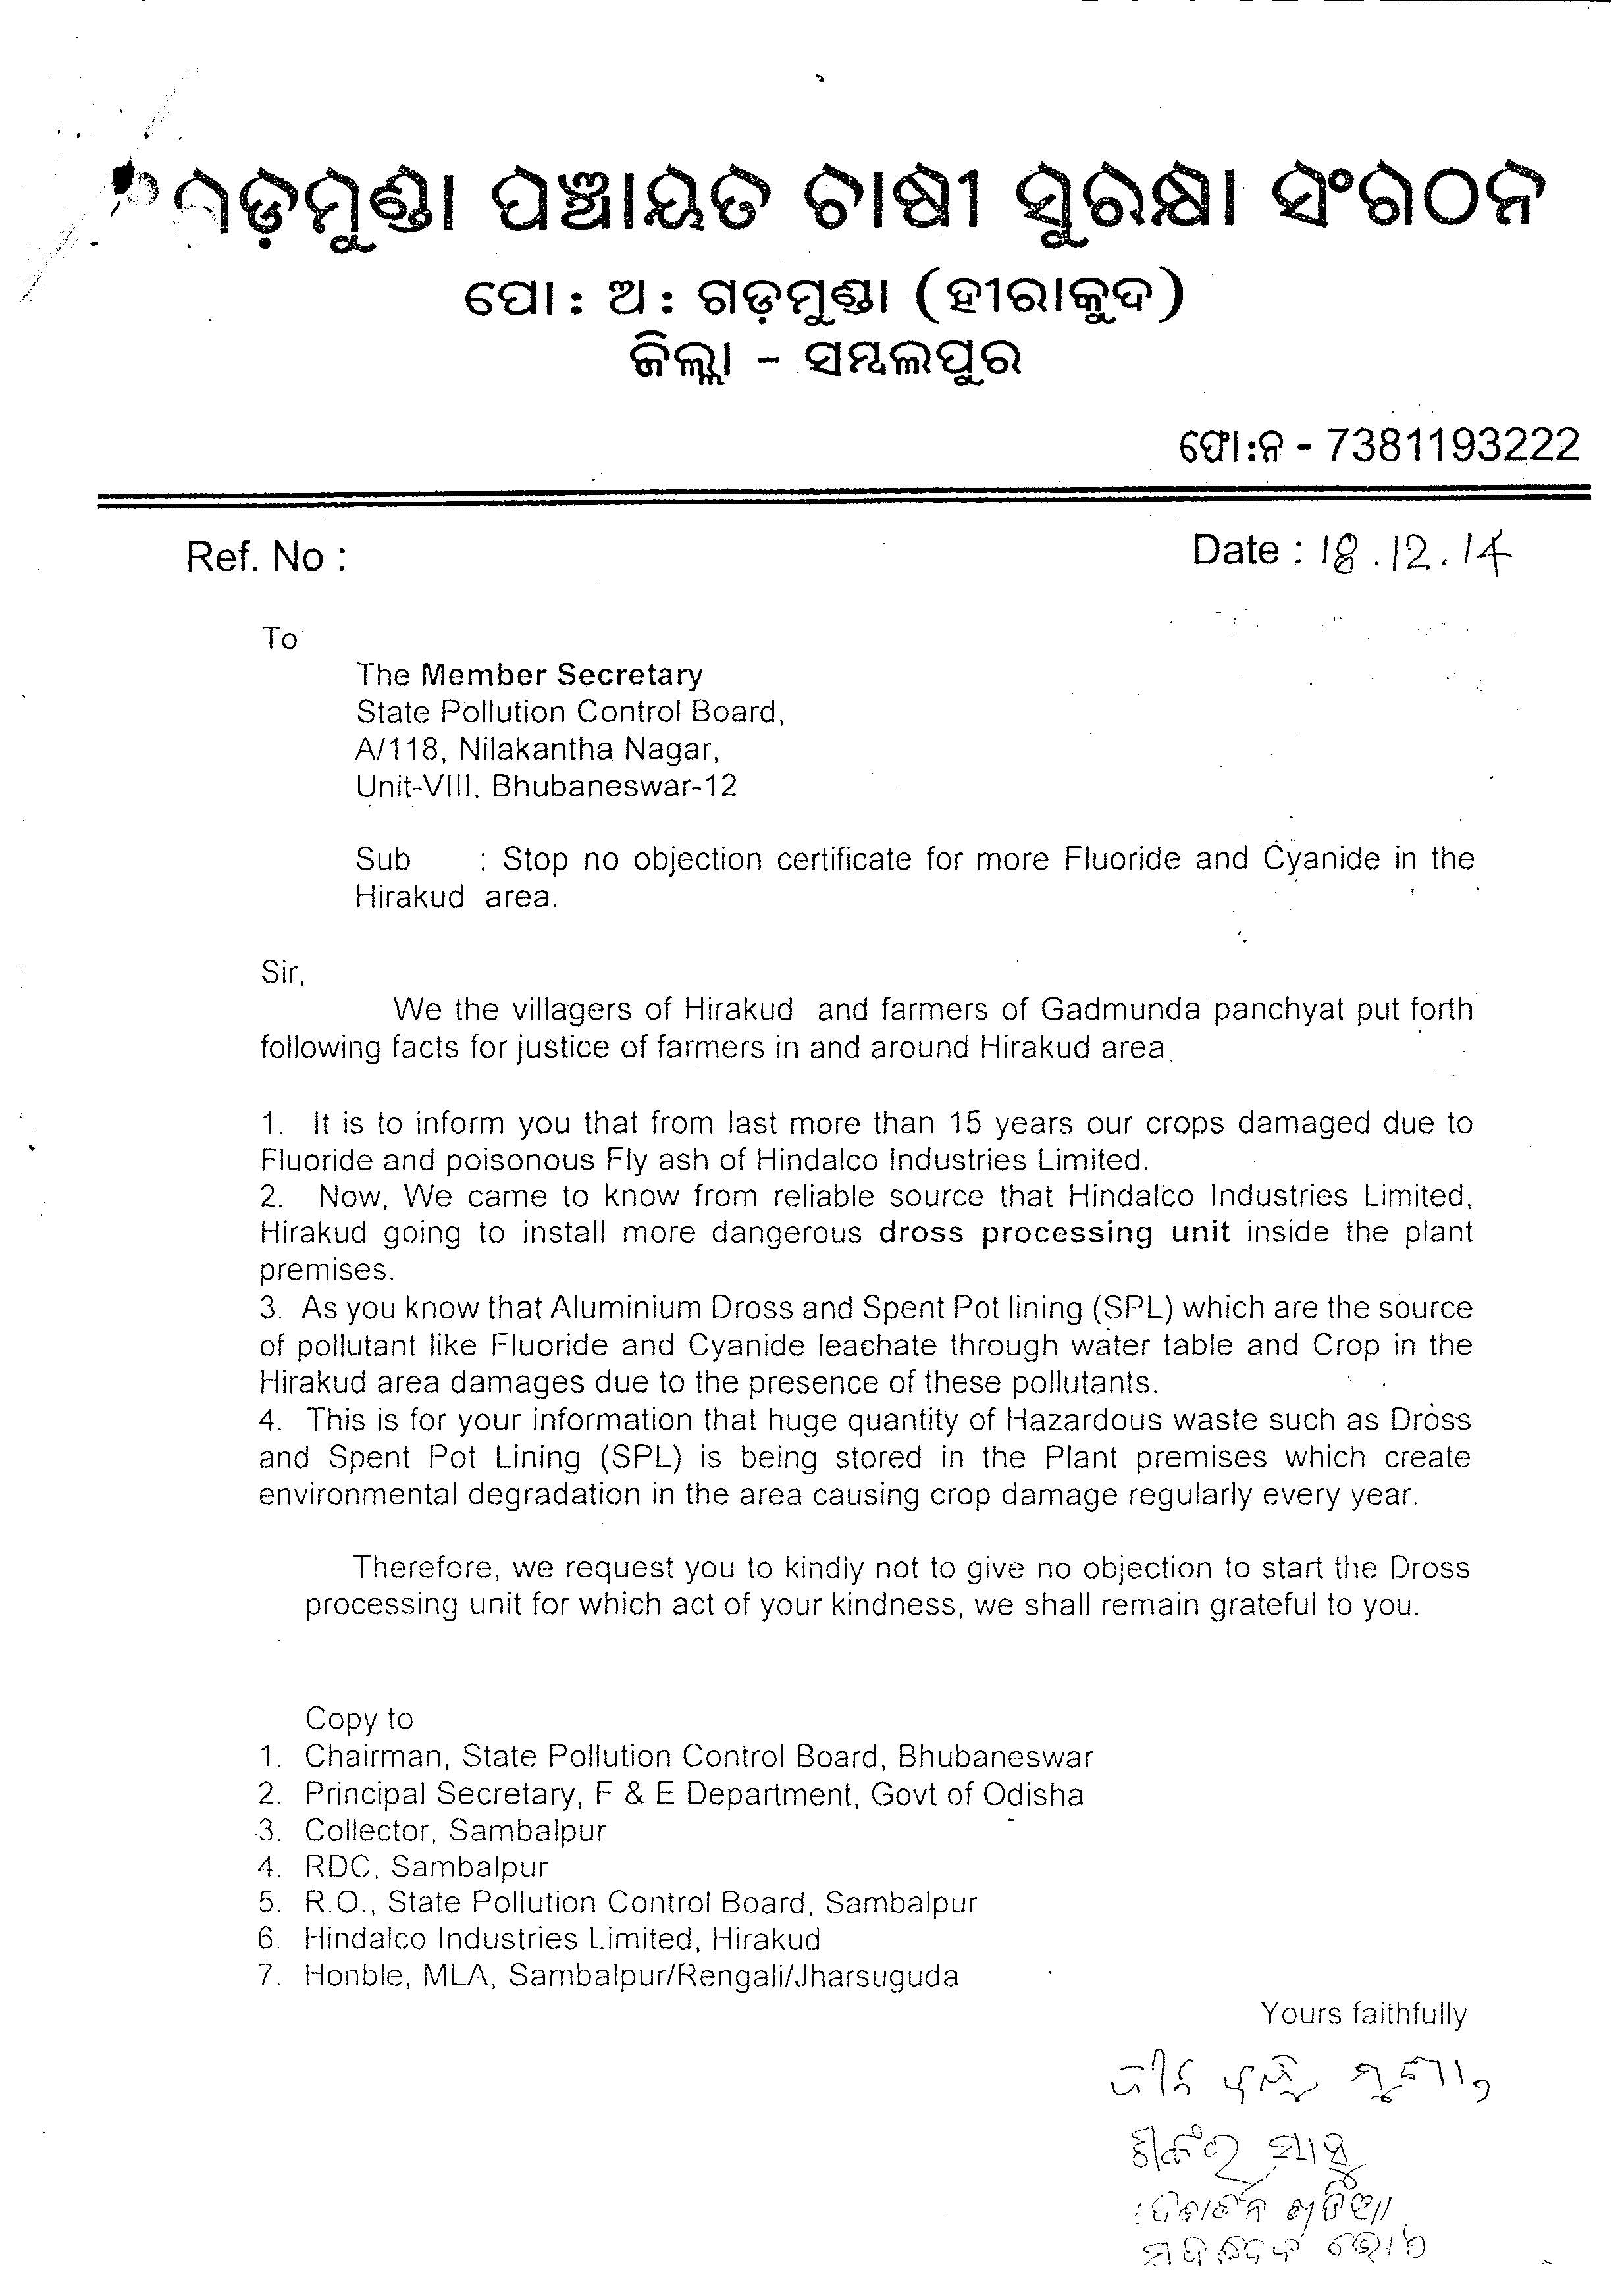 ଗଡ଼ମୁଣ୍ଡା ପଞ୍ଚାୟତ ଚାଷୀ ସୁରକ୍ଷା ସଂଗଠନ
ପୋ: ଅ: ଗଡ଼ମୁଣ୍ଡା (ହୀରାକୁଦ)
ଜିଲ୍ଲା - ସମ୍ବଲପୁର
ଫୋ:ନ - 7381193222
Ref. No :
Date : 18.12.14
To
The Member Secretary
State Pollution Control Board,
A/118, Nilakantha Nagar,
Unit-VIII, Bhubaneswar-12
Sub : Stop no objection certificate for more Fluoride and Cyanide in the
Hirakud area.
Sir,
We the villagers of Hirakud and farmers of Gadmunda panchyat put forth
following facts for justice of farmers in and around Hirakud area.
1. It is to inform you that from last more than 15 years our crops damaged due to
Fluoride and poisonous Fly ash of Hindalco Industries Limited.
2. Now, We came to know from reliable source that Hindalco Industries Limited,
Hirakud going to install more dangerous dross processing unit inside the plant
premises.
3. As you know that Aluminium Dross and Spent Pot lining (SPL) which are the source
of pollutant like Fluoride and Cyanide leachate through water table and Crop in the
Hirakud area damages due to the presence of these pollutants.
4. This is for your information that huge quantity of Hazardous waste such as Dross
and Spent Pot Lining (SPL) is being stored in the Plant premises which create
environmental degradation in the area causing crop damage regularly every year.
Therefore, we request you to kindly not to give no objection to start the Dross
processing unit for which act of your kindness, we shall remain grateful to you.
Copy to
1. Chairman, State Pollution Control Board, Bhubaneswar
2. Principal Secretary, F & E Department, Govt of Odisha
3. Collector, Sambalpur
4. RDC, Sambalpur
5. R.O., State Pollution Control Board, Sambalpur
6. Hindalco Industries Limited, Hirakud
7. Honble, MLA, Sambalpur/Rengali/Jharsuguda
Yours faithfully